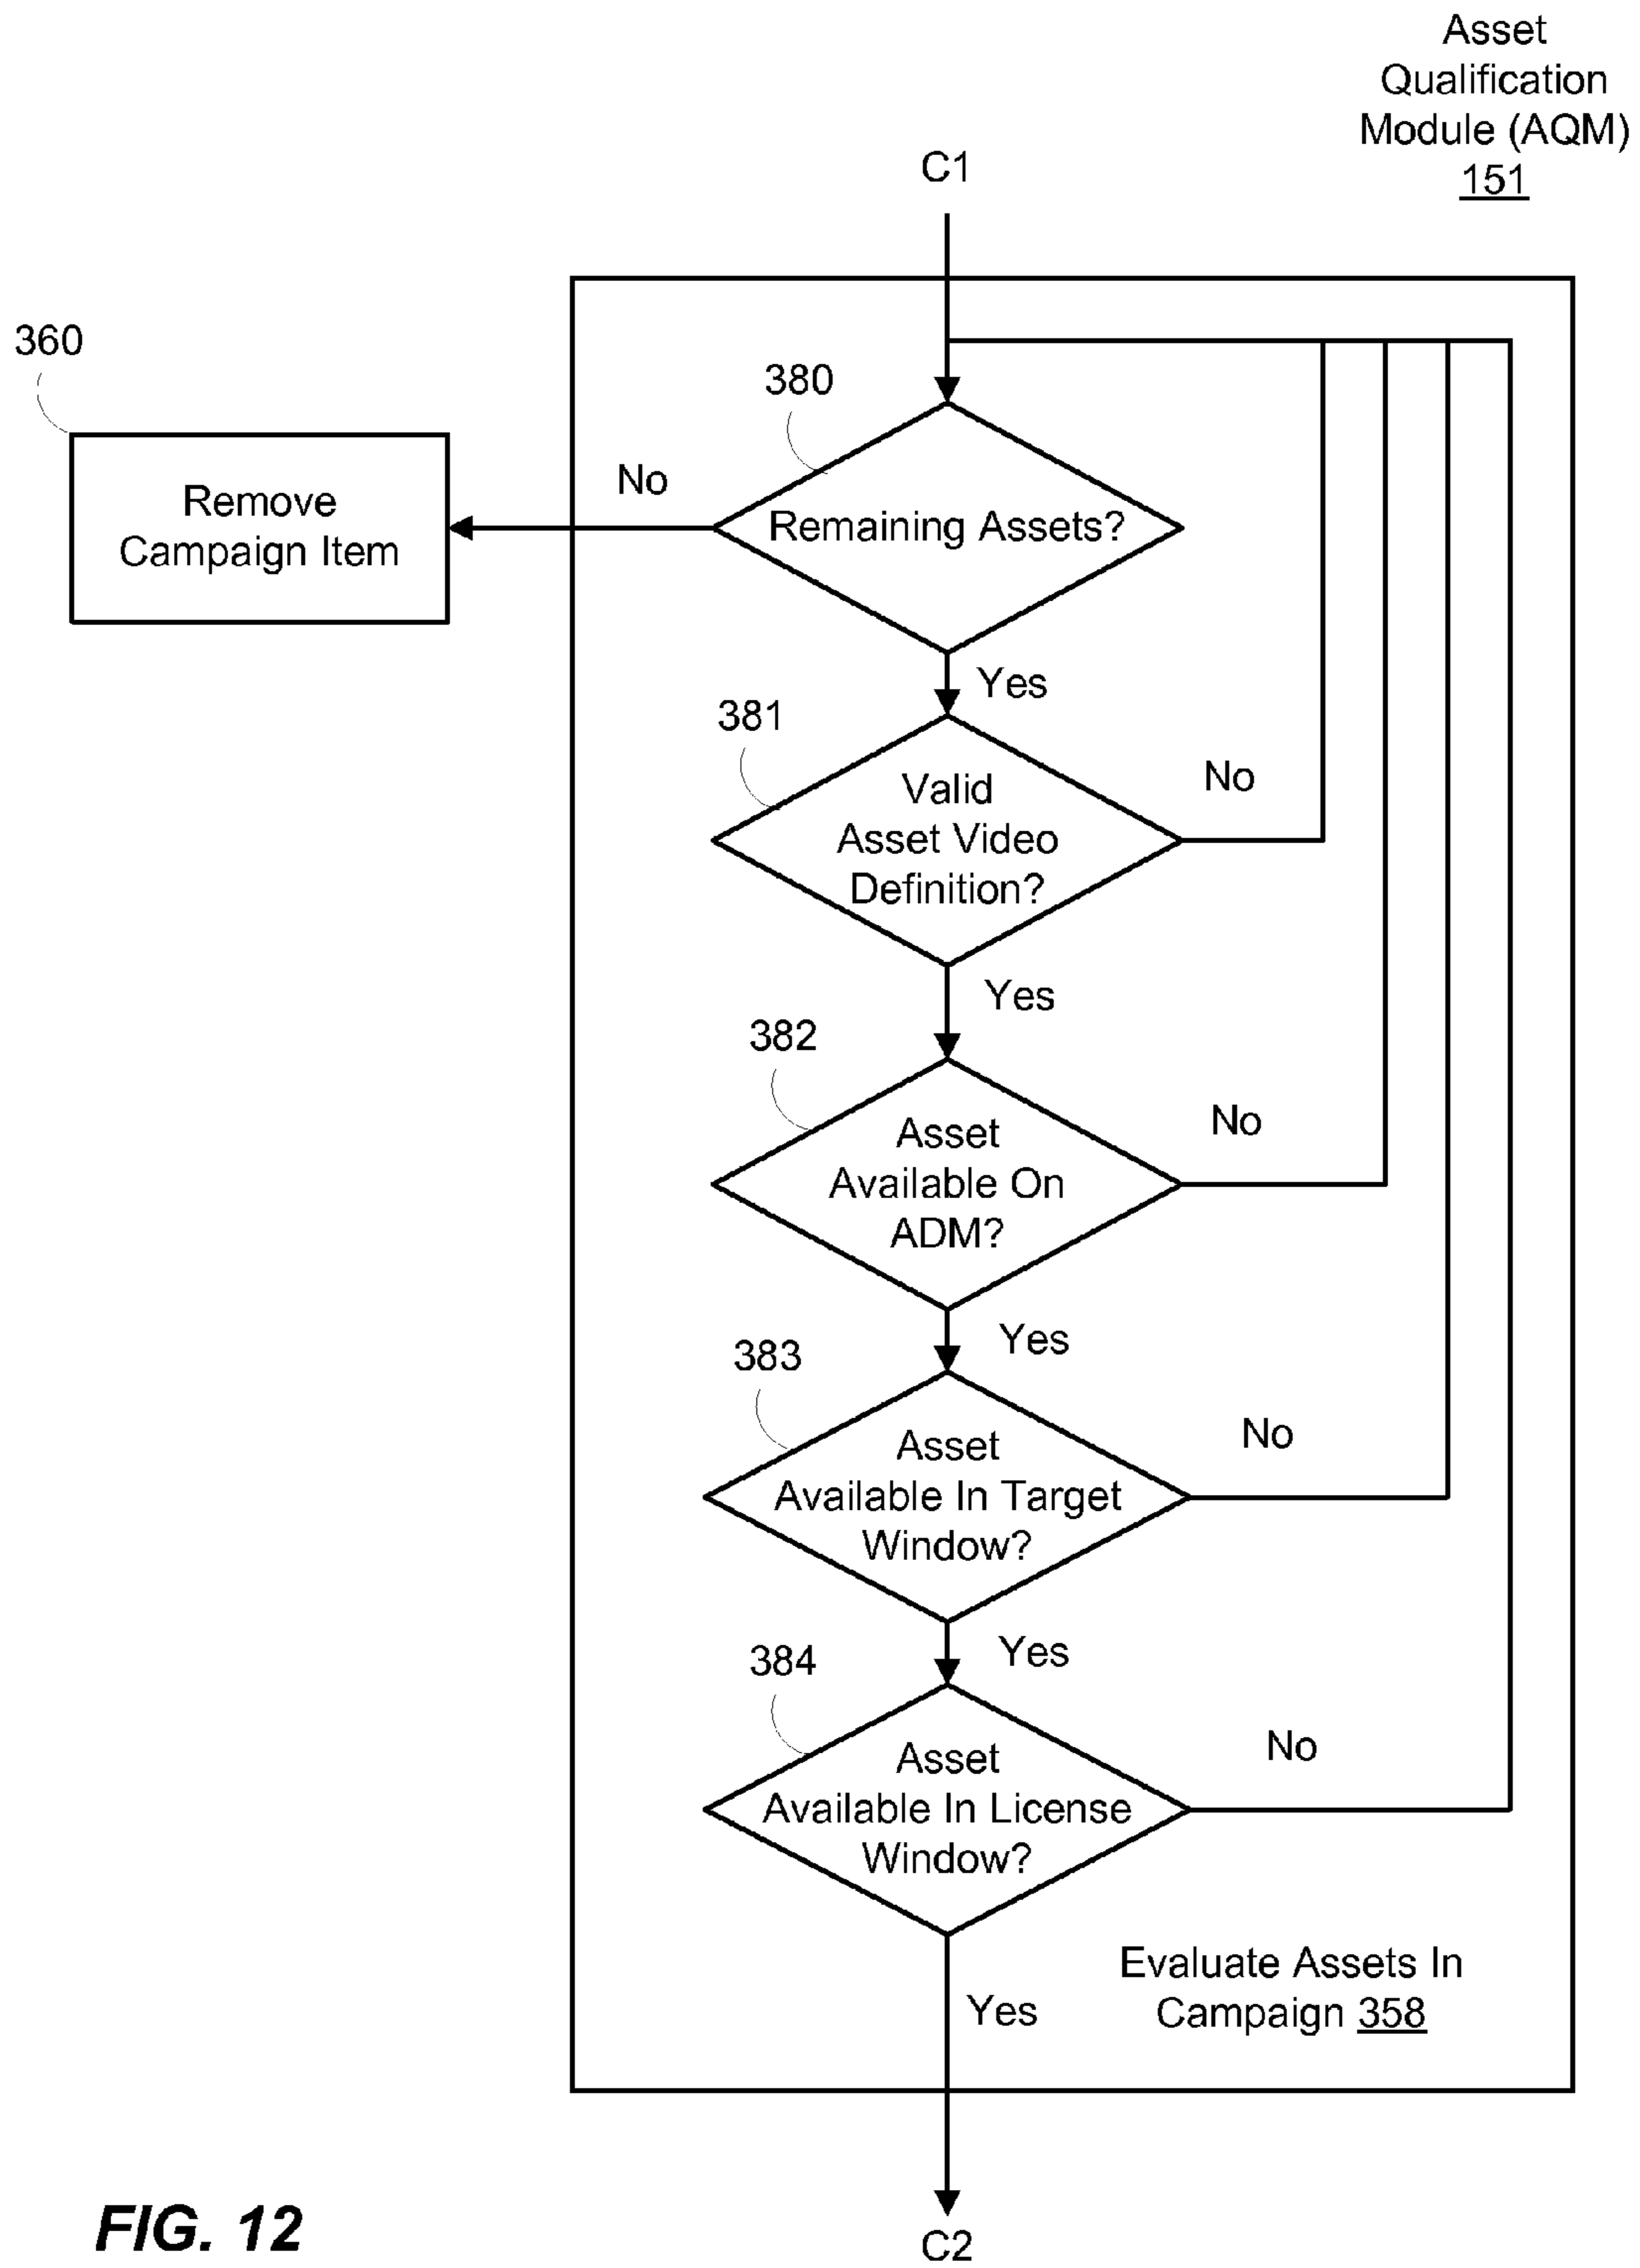 Asset
Qualification
Module (AQM)
151
C1
360
380
No
Remove
Campaign Item
Remaining Assets?
Yes
381
No
Valid
Asset Video
Definition?
Yes
382
No
Asset
Available On
ADM?
Yes
383
No
Asset
Available In Target
Window?
Yes
384
No
Asset
Available In License
Window?
Yes
Evaluate Assets In
Campaign 358
FIG. 12
C2